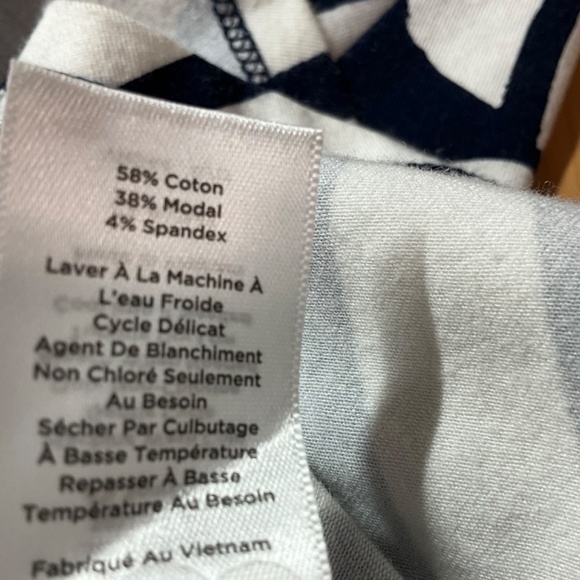 58% Coton
38% Modal
4% Spandex
Laver À La Machine À
L'eau Froide
Cycle Délicat
Agent De Blanchiment
Non Chloré Seulement
Au Besoin
Sécher Par Culbutage
À Basse Température
Repasser À Basse
Température Au Besoin
Fabriqué Au Vietnam